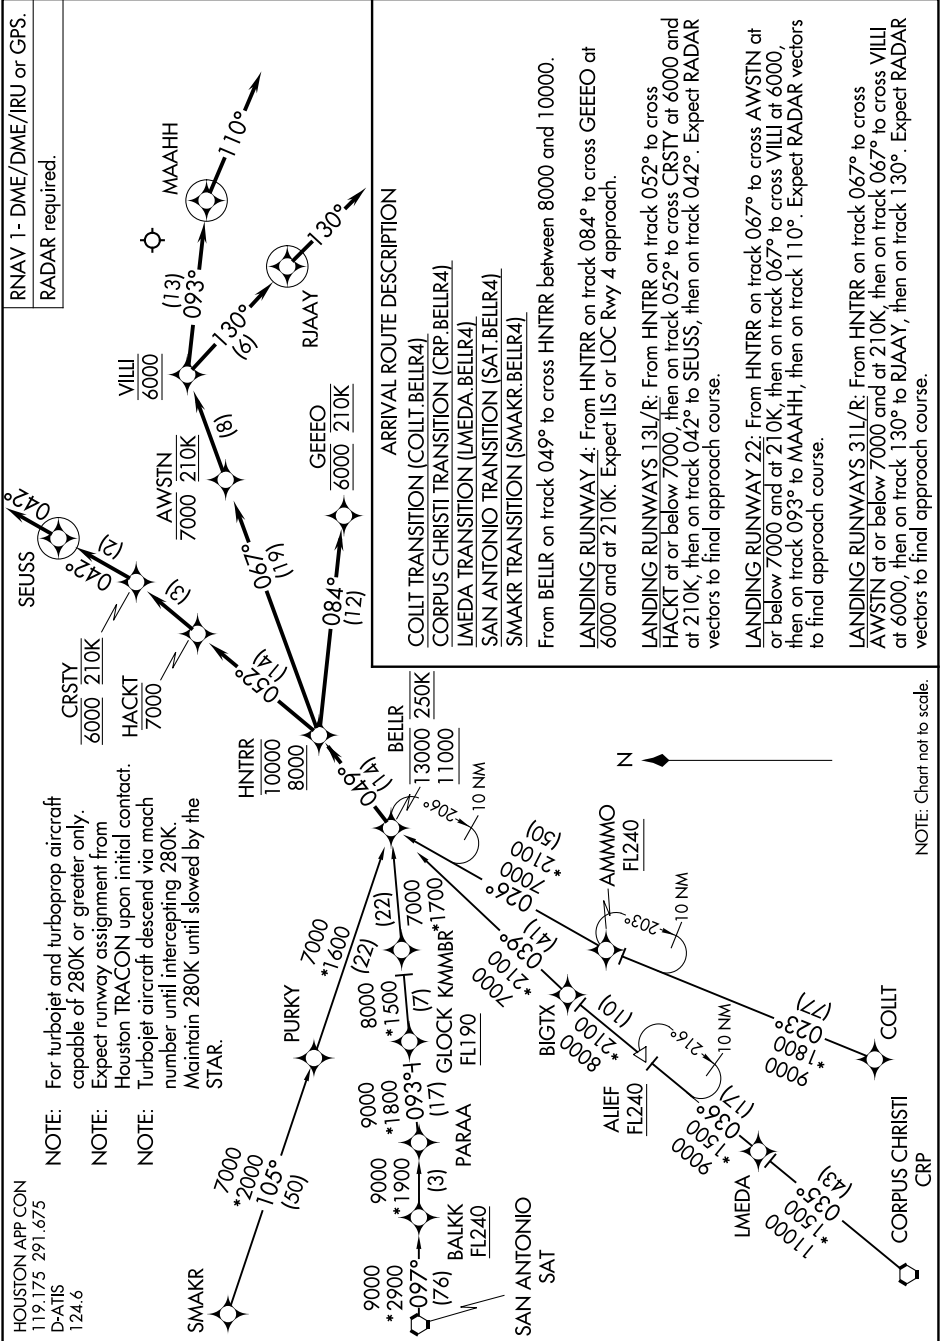 HOUSTON APP CON
119.175 291.675
D-ATIS
124.6
NOTE: For turbojet and turboprop aircraft
capable of 280K or greater only.
NOTE: Expect runway assignment from
Houston TRACON upon initial contact.
NOTE: Turbojet aircraft descend via mach
number until intercepting 280K.
Maintain 280K until slowed by the
STAR.
RNAV 1- DME/DME/IRU or GPS.
RADAR required.
SEUSS
042°
042°
(2)
CRSTY
6000 210K
(3)
HACKT
7000
052°
(14)
HNTRR
10000
8000
AWSTN
7000 210K
067°
(19)
(8)
VILLI
6000
(13)
093°
MAAHH
110°
130°
(6)
RJAAY
130°
GEEEO
6000 210K
084°
(12)
049°
(14)
BELLR
13000 250K
11000
206°
10 NM
SMAKR
7000
*2000
105°
(50)
PURKY
7000
*1600
(22)
SAN ANTONIO
SAT
9000
*2900
097°
(76)
BALKK
FL240
9000
*1900
(3)
PARAA
9000
*1800
093°
(17)
GLOCK
FL190
8000
*1500
(7)
KMMBR
(22)
7000
*1700
CORPUS CHRISTI
CRP
11000
*1500
035°
(43)
LMEDA
9000
*1500
036°
(17)
ALIEF
FL240
216°
10 NM
8000
*2100
(10)
BIGTX
7000
*2100
039°
(41)
COLLT
9000
*1800
023°
(77)
AMMMO
FL240
203°
10 NM
7000
*2100
(50)
026°
N
NOTE: Chart not to scale.
ARRIVAL ROUTE DESCRIPTION
COLLT TRANSITION (COLLT.BELLR4)
CORPUS CHRISTI TRANSITION (CRP.BELLR4)
LMEDA TRANSITION (LMEDA.BELLR4)
SAN ANTONIO TRANSITION (SAT.BELLR4)
SMAKR TRANSITION (SMAKR.BELLR4)
From BELLR on track 049° to cross HNTRR between 8000 and 10000.
LANDING RUNWAY 4: From HNTRR on track 084° to cross GEEEO at
6000 and at 210K. Expect ILS or LOC Rwy 4 approach.
LANDING RUNWAYS 13L/R: From HNTRR on track 052° to cross
HACKT at or below 7000, then on track 052° to cross CRSTY at 6000 and
at 210K, then on track 042° to SEUSS, then on track 042°. Expect RADAR
vectors to final approach course.
LANDING RUNWAY 22: From HNTRR on track 067° to cross AWSTN at
or below 7000 and at 210K, then on track 067° to cross VILLI at 6000,
then on track 093° to MAAHH, then on track 110°. Expect RADAR vectors
to final approach course.
LANDING RUNWAYS 31L/R: From HNTRR on track 067° to cross
AWSTN at or below 7000 and at 210K, then on track 067° to cross VILLI
at 6000, then on track 130° to RJAAY, then on track 130°. Expect RADAR
vectors to final approach course.